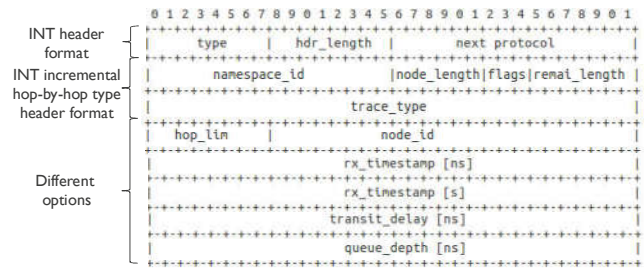 0 1 2 3 4 5 6 7 8 9 0 1 2 3 4 5 6 7 8 9 0 1 2 3 4 5 6 7 8 9 0 1
+-+-+-+-+-+-+-+-+-+-+-+-+-+-+-+-+-+-+-+-+-+-+-+-+-+-+-+-+-+-+-+-+
INT header
format
| type | hdr_length | next protocol |
+-+-+-+-+-+-+-+-+-+-+-+-+-+-+-+-+-+-+-+-+-+-+-+-+-+-+-+-+-+-+-+-+
INT incremental
hop-by-hop type
header format
| namespace_id |node_length|flags|remai_length |
+-+-+-+-+-+-+-+-+-+-+-+-+-+-+-+-+-+-+-+-+-+-+-+-+-+-+-+-+-+-+-+-+
| trace_type |
+-+-+-+-+-+-+-+-+-+-+-+-+-+-+-+-+-+-+-+-+-+-+-+-+-+-+-+-+-+-+-+-+
Different
options
| hop_lim | node_id |
+-+-+-+-+-+-+-+-+-+-+-+-+-+-+-+-+-+-+-+-+-+-+-+-+-+-+-+-+-+-+-+-+
| rx_timestamp [ns] |
+-+-+-+-+-+-+-+-+-+-+-+-+-+-+-+-+-+-+-+-+-+-+-+-+-+-+-+-+-+-+-+-+
| rx_timestamp [s] |
+-+-+-+-+-+-+-+-+-+-+-+-+-+-+-+-+-+-+-+-+-+-+-+-+-+-+-+-+-+-+-+-+
| transit_delay [ns] |
+-+-+-+-+-+-+-+-+-+-+-+-+-+-+-+-+-+-+-+-+-+-+-+-+-+-+-+-+-+-+-+-+
| queue_depth [ns] |
+-+-+-+-+-+-+-+-+-+-+-+-+-+-+-+-+-+-+-+-+-+-+-+-+-+-+-+-+-+-+-+-+